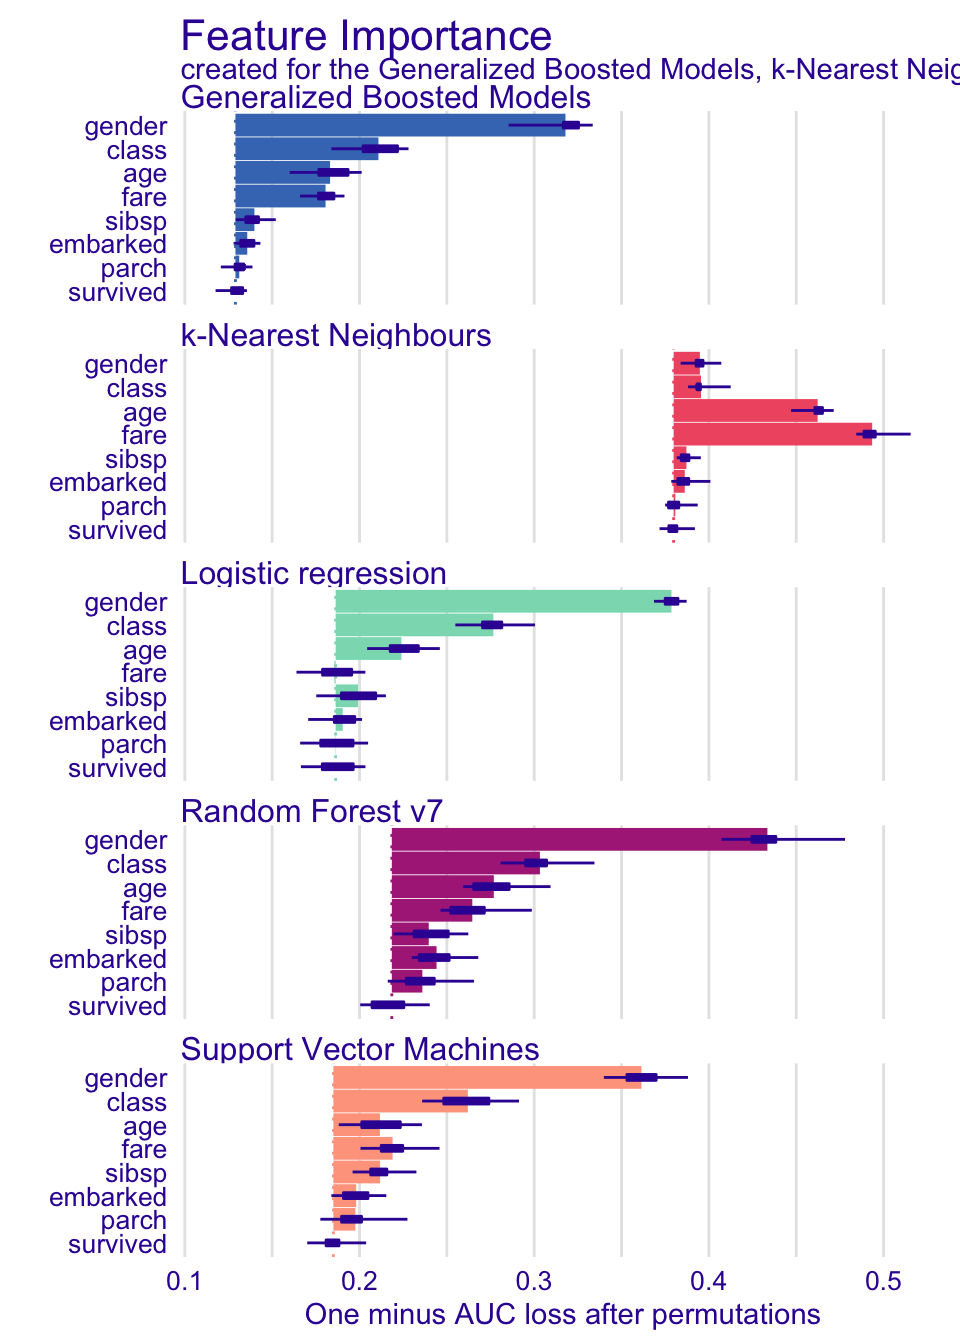 Feature Importance
created for the Generalized Boosted Models, k-Nearest Neig
Generalized Boosted Models
gender
class
age
fare
sibsp
embarked
parch
survived
k-Nearest Neighbours
gender
class
age
fare
sibsp
embarked
parch
survived
Logistic regression
gender
class
age
fare
sibsp
embarked
parch
survived
Random Forest v7
gender
class
age
fare
sibsp
embarked
parch
survived
Support Vector Machines
gender
class
age
fare
sibsp
embarked
parch
survived
0.1 0.2 0.3 0.4 0.5
One minus AUC loss after permutations